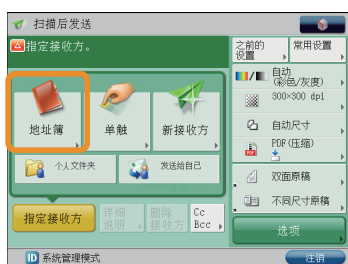 扫描后发送
指定接收方。
之前的
设置
常用设置
自动
(彩色/灰度)
300×300 dpi
地址簿
单触
新接收方
自动尺寸
PDF(压缩)
个人文件夹
发送给自己
双面原稿
不同尺寸原稿
指定接收方
详细
说明
删除
接收方
Cc
Bcc
选项
ID 系统管理模式
注销